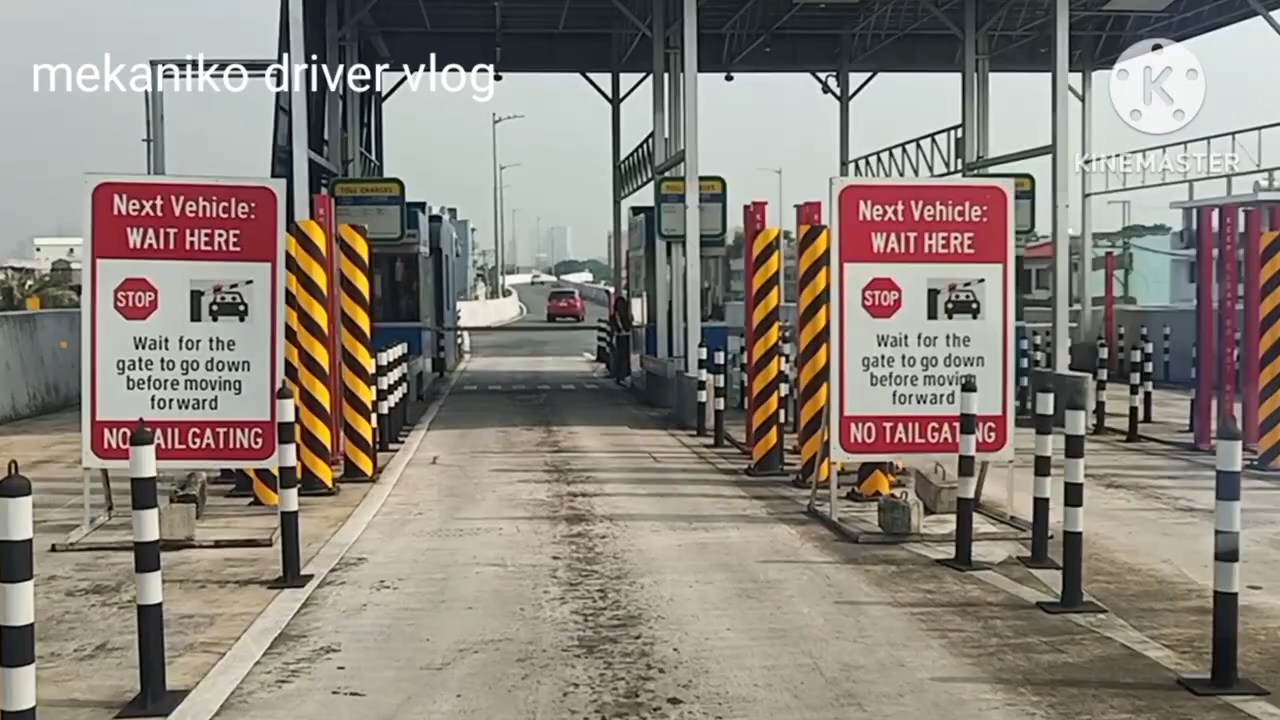 mekaniko driver vlog
K
KINEMASTER
TOLL CHARGES
TOLL CHARGES
Next Vehicle:
WAIT HERE
STOP
Wait for the
gate to go down
before moving
forward
NO TAILGATING
Next Vehicle:
WAIT HERE
STOP
Wait for the
gate to go down
before moving
forward
NO TAILGATING